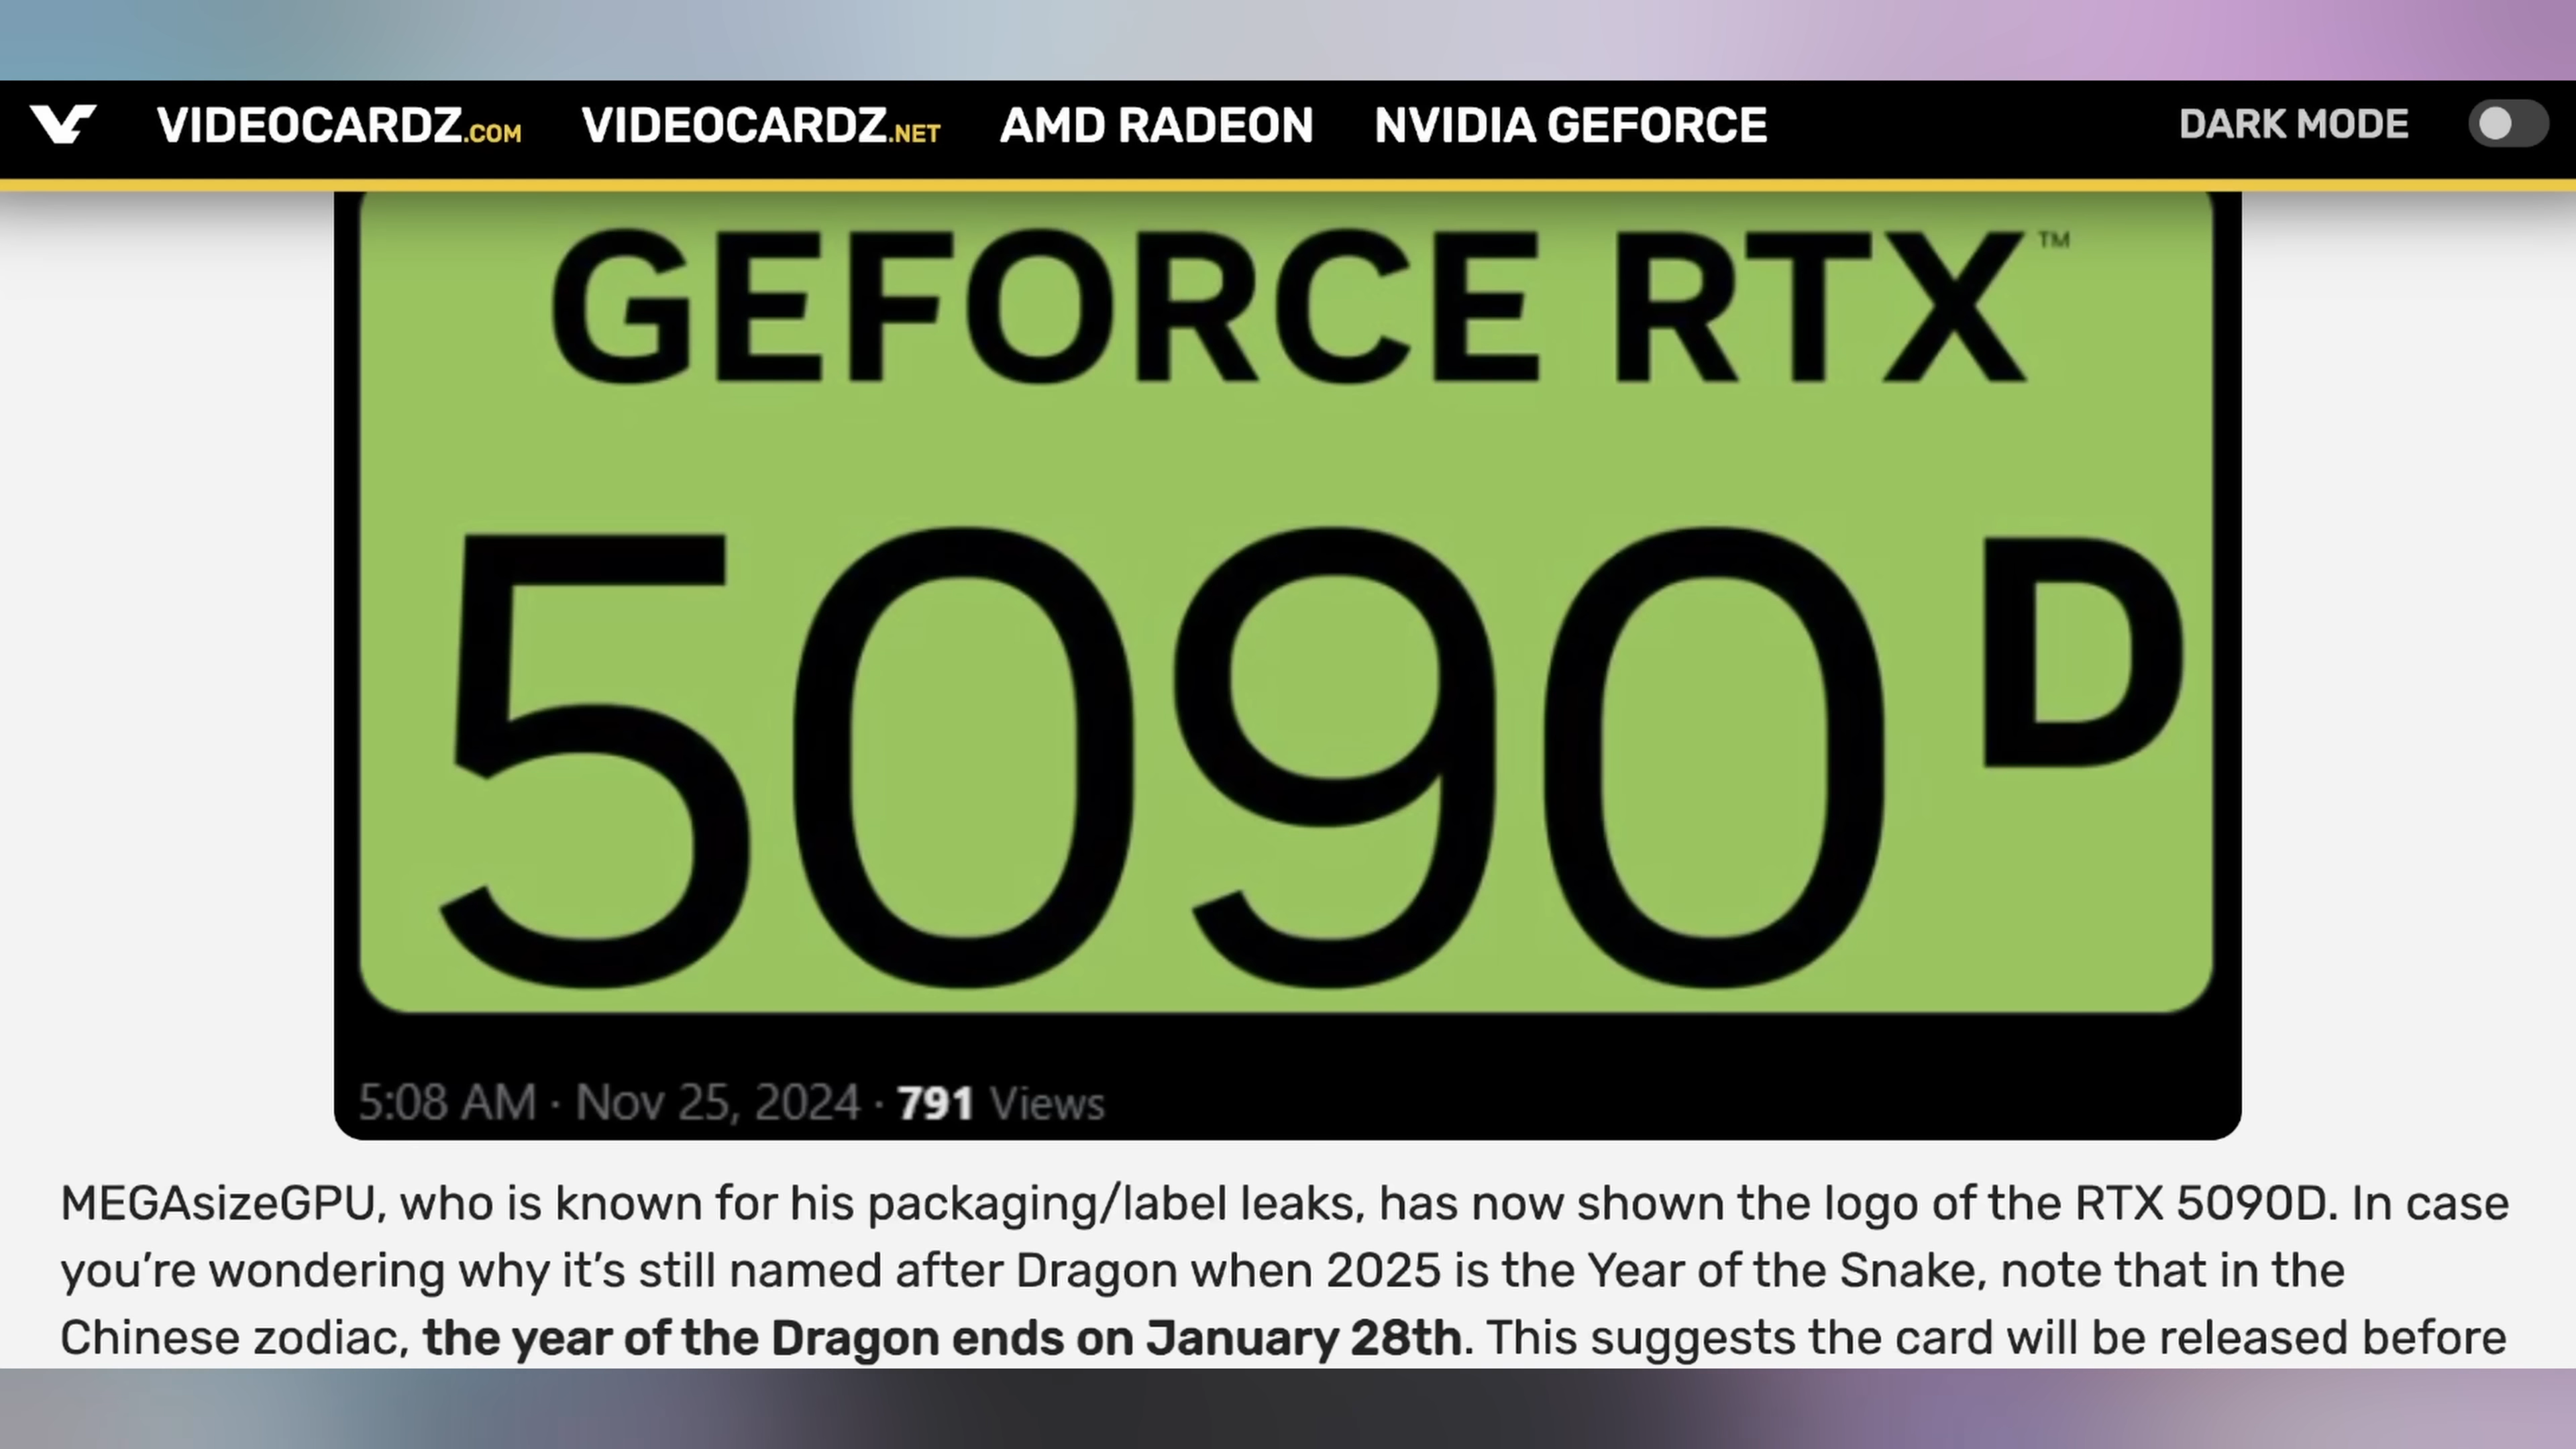 VIDEOCARDZ.COM VIDEOCARDZ.NET AMD RADEON NVIDIA GEFORCE DARK MODE
GEFORCE RTX™
5090 D
5:08 AM · Nov 25, 2024 · 791 Views
MEGAsizeGPU, who is known for his packaging/label leaks, has now shown the logo of the RTX 5090D. In case
you’re wondering why it’s still named after Dragon when 2025 is the Year of the Snake, note that in the
Chinese zodiac, the year of the Dragon ends on January 28th. This suggests the card will be released before